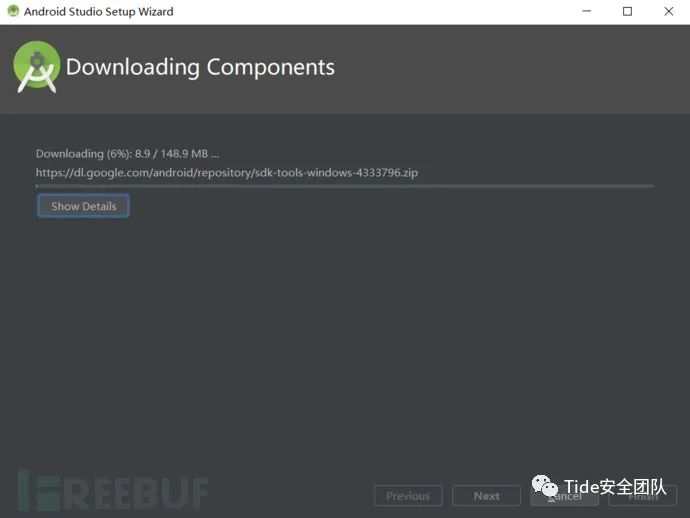 Android Studio Setup Wizard
Downloading Components
Downloading (6%): 8.9 / 148.9 MB ...
https://dl.google.com/android/repository/sdk-tools-windows-4333796.zip
Show Details
FREEBUF
Previous
Next
Cancel
Finish
Tide安全团队